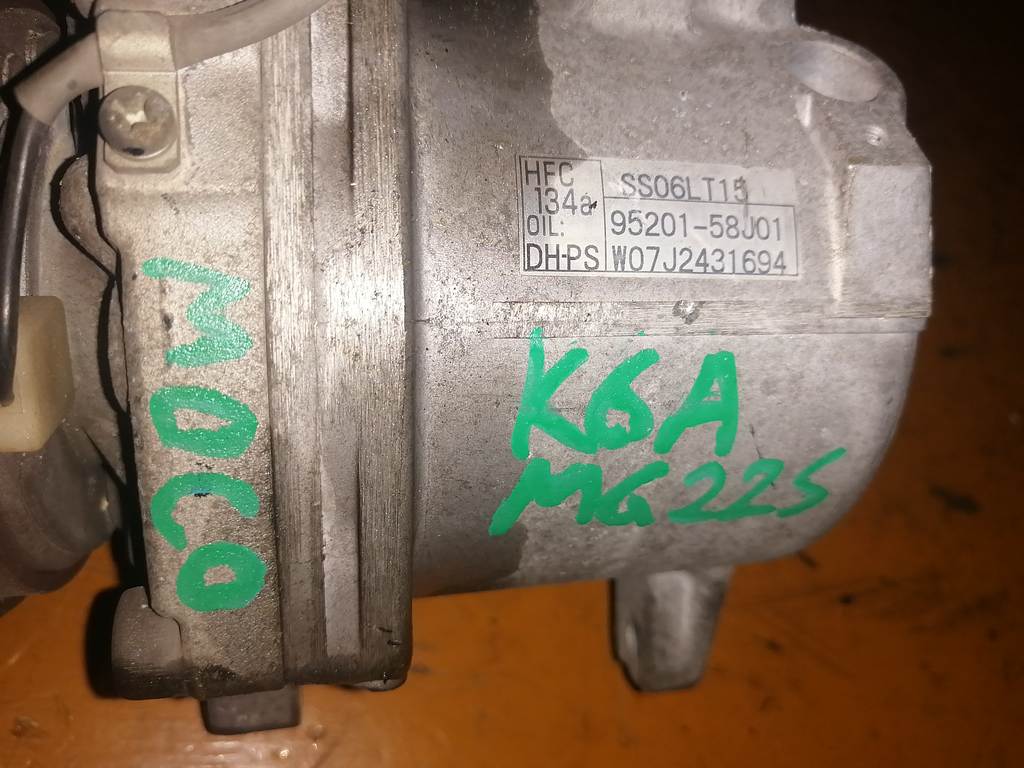 HFC
134a
OIL:
DH-PS
SS06LT15
95201-58J01
W07J2431694
MOCO
K6A
MG22S